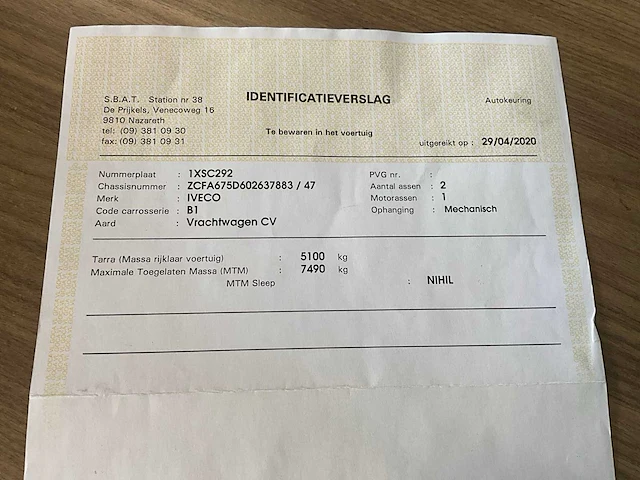 S.B.A.T. Station nr 38
De Prijkels, Venecoweg 16
9810 Nazareth
tel: (09) 381 09 30
fax: (09) 381 09 31
IDENTIFICATIEVERSLAG
Te bewaren in het voertuig
Autokeuring
uitgereikt op : 29/04/2020
Nummerplaat : 1XSC292
Chassisnummer : ZCFA675D602637883 / 47
Merk : IVECO
Code carrosserie : B1
Aard : Vrachtwagen CV
PVG nr. :
Aantal assen : 2
Motorassen : 1
Ophanging : Mechanisch
Tarra (Massa rijklaar voertuig) : 5100 kg
Maximale Toegelaten Massa (MTM) : 7490 kg
MTM Sleep : NIHIL